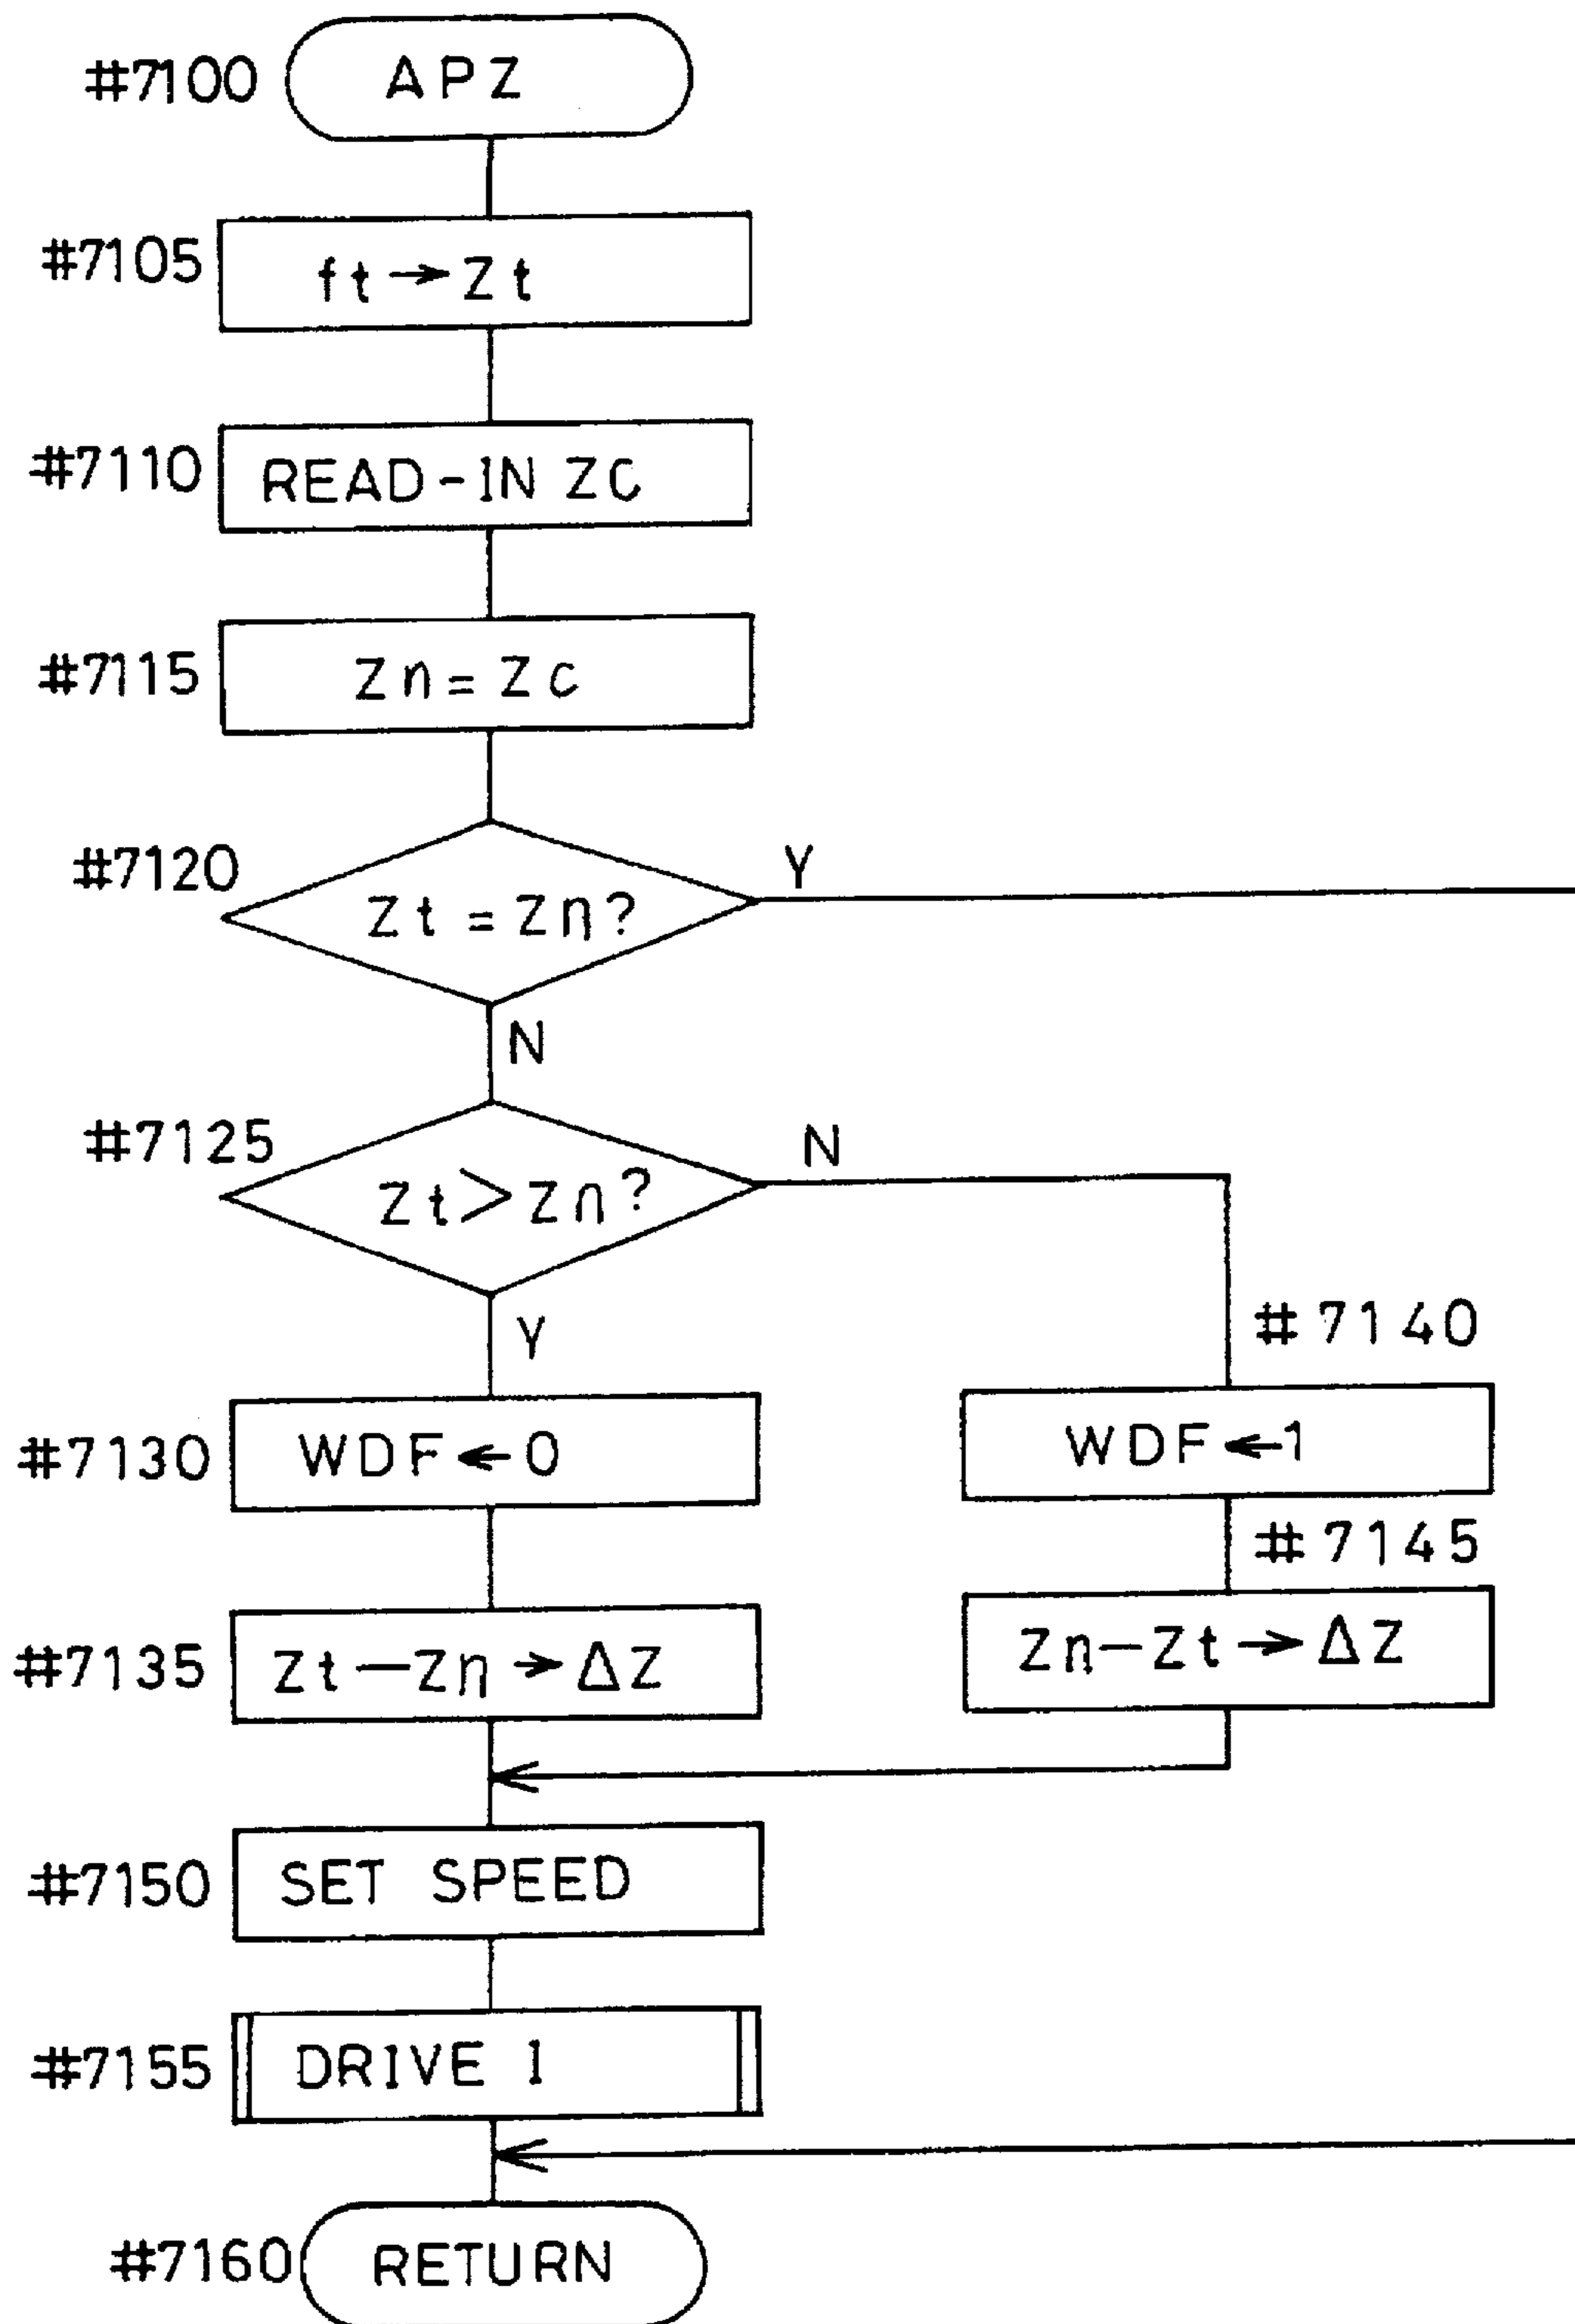 #7100 APZ
#7105 ft→Zt
#7110 READ-IN ZC
#7115 Zn=Zc
#7120 Zt=Zn? Y
N
#7125 Zt>Zn? N
Y
#7140
#7130 WDF←0
WDF←1
#7145
#7135 Zt-Zn→ΔZ
Zn-Zt→ΔZ
#7150 SET SPEED
#7155 DRIVE I
#7160 RETURN